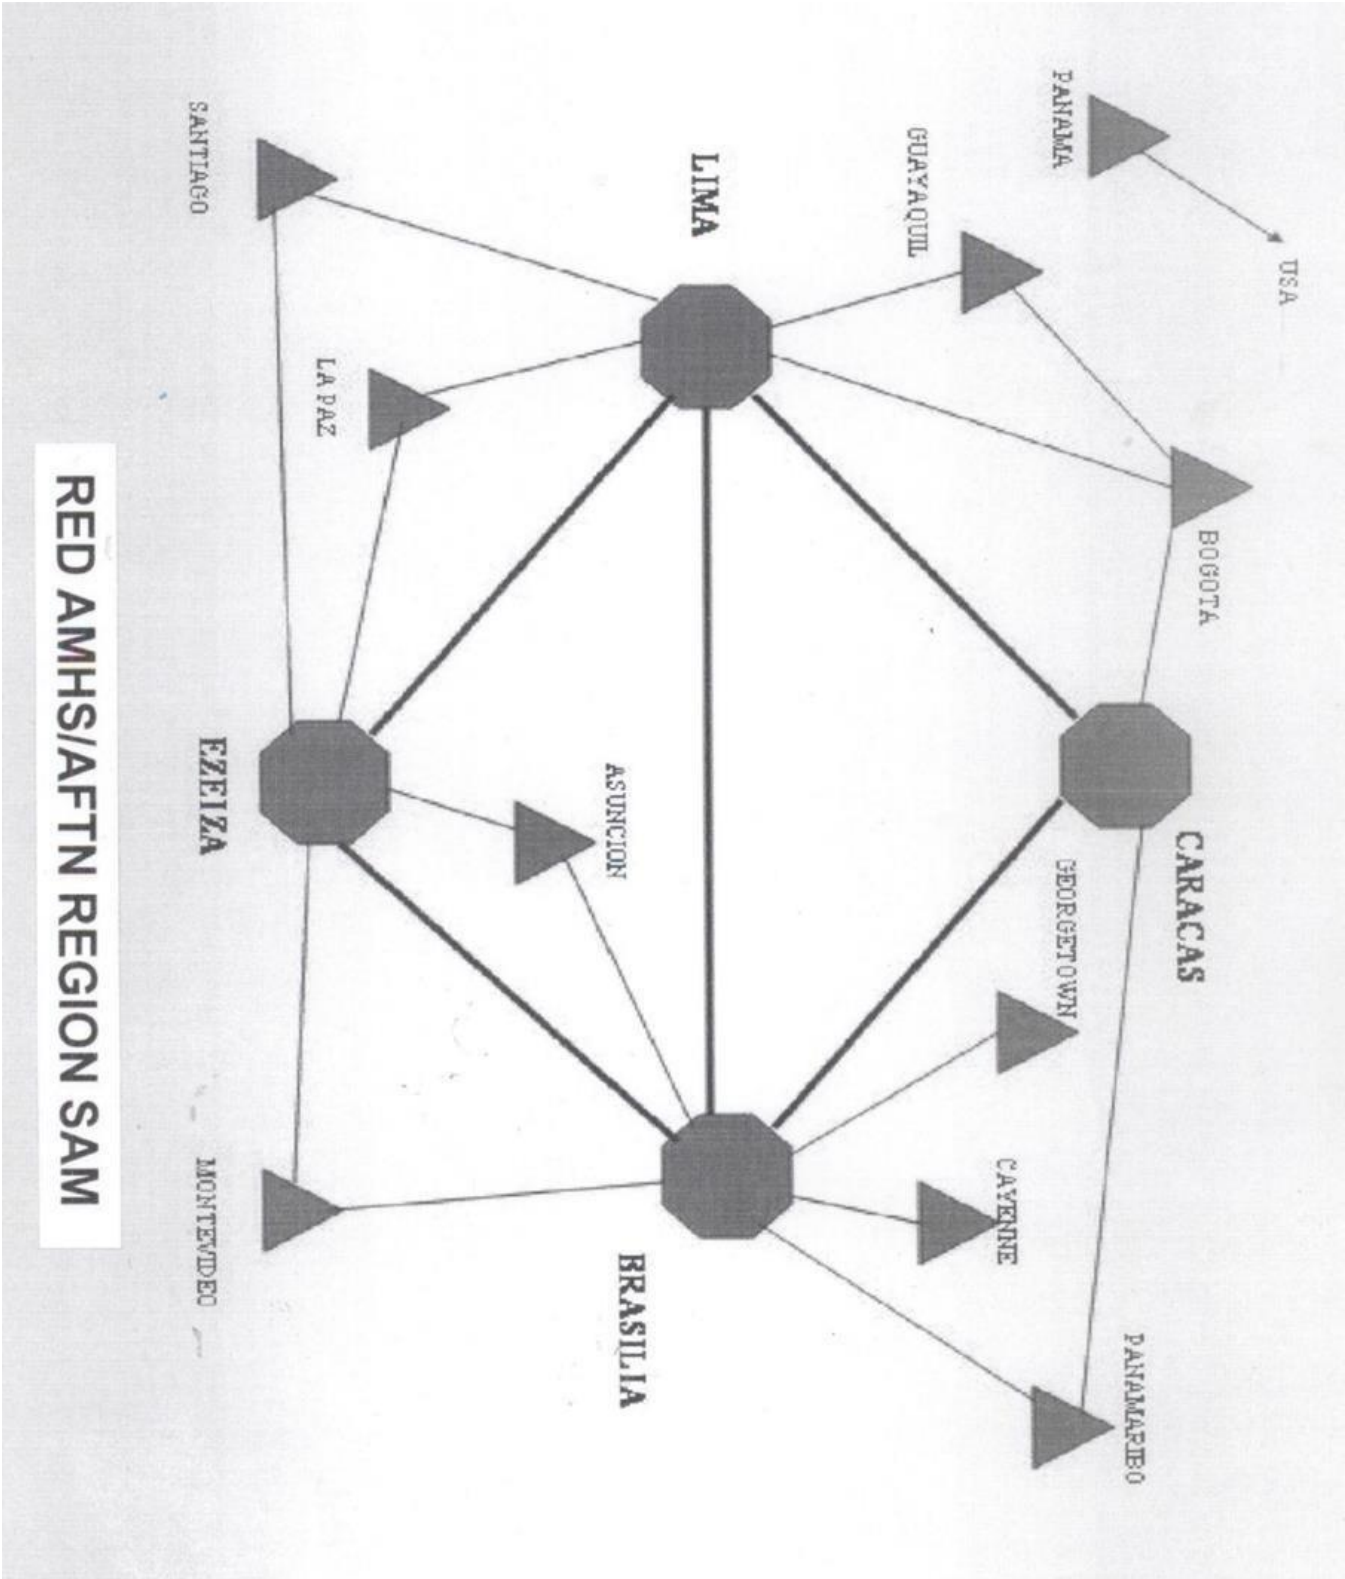 USA
PANAMA
BOGOTA
GUAYAQUIL
CARACAS
LIMA
GEORGETOWN
PANAMARIBO
CAYENNE
ASUNCION
BRASILIA
LA PAZ
SANTIAGO
EZEIZA
MONTEVIDEO
RED AMHS/AFTN REGION SAM